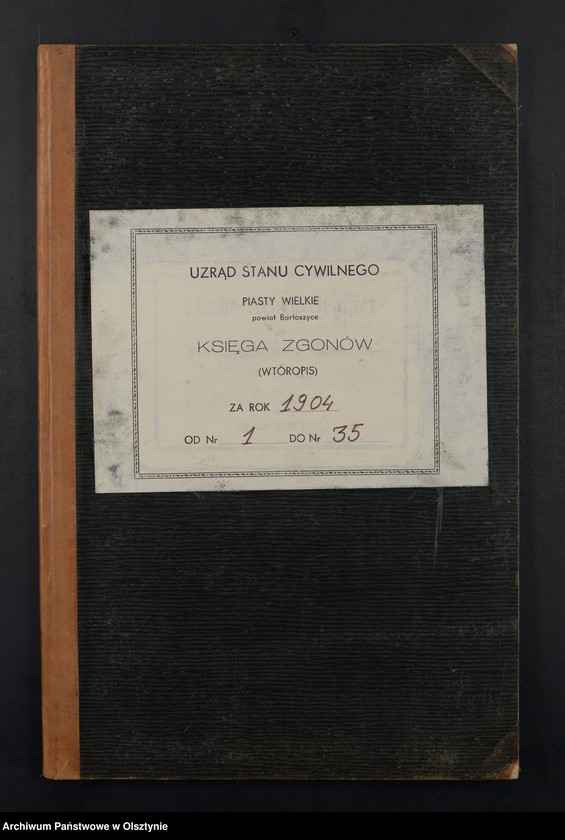 UZRĄD STANU CYWILNEGO
PIASTY WIELKIE
powiat Bartoszyce
KSIĘGA ZGONÓW
(WTÓROPIS)
ZA ROK 1904
OD Nr 1 DO Nr 35
Archiwum Państwowe w Olsztynie